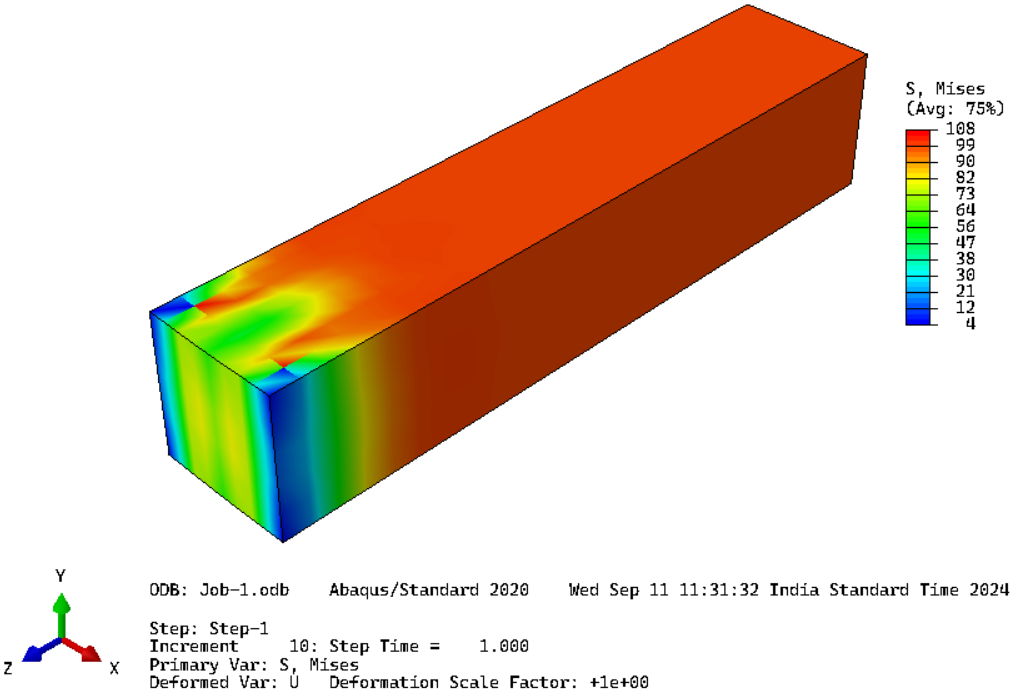 S, Mises
(Avg: 75%)
108
99
90
82
73
64
56
47
38
30
21
12
4
Y
Z
X
ODB: Job-1.odb    Abaqus/Standard 2020    Wed Sep 11 11:31:32 India Standard Time 2024
Step: Step-1
Increment     10: Step Time =    1.000
Primary Var: S, Mises
Deformed Var: U   Deformation Scale Factor: +1e+00